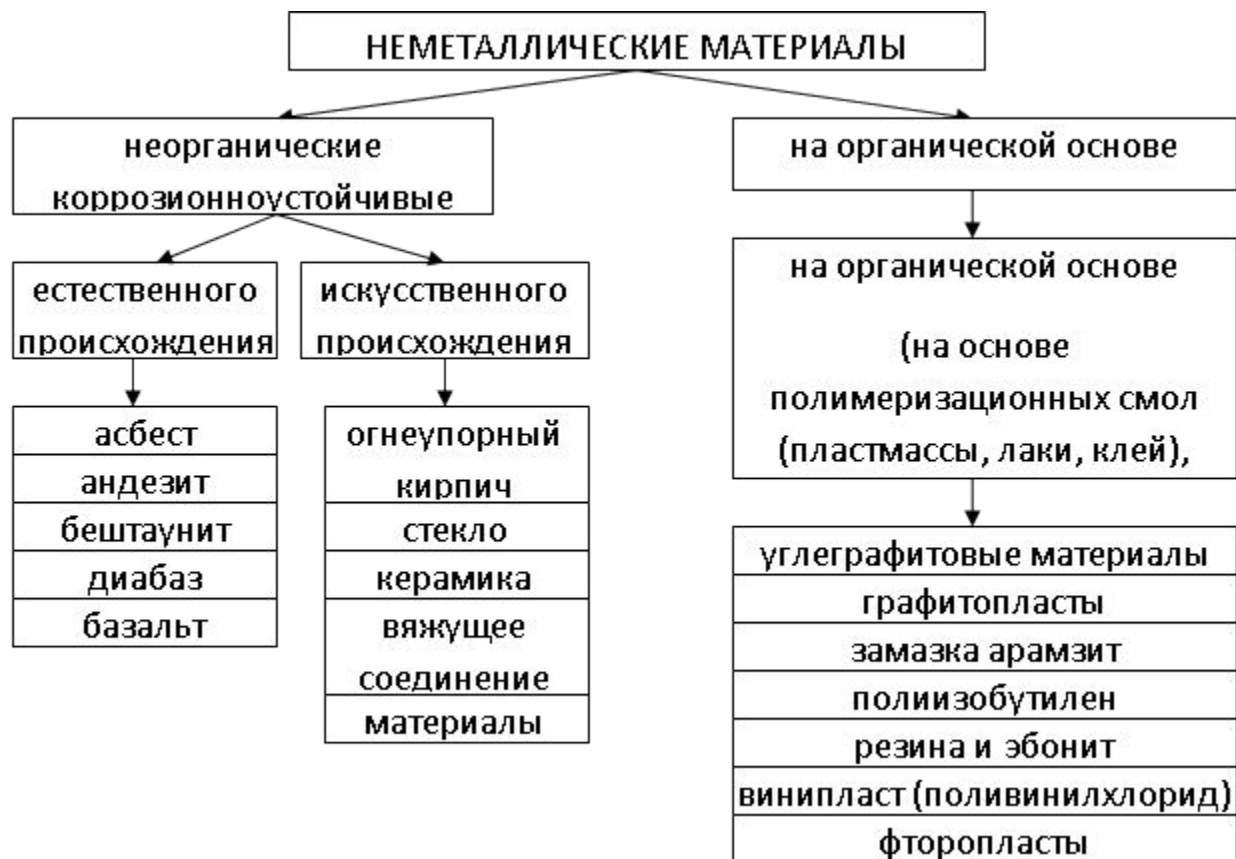 НЕМЕТАЛЛИЧЕСКИЕ МАТЕРИАЛЫ
неорганические
коррозионноустойчивые
на органической основе
естественного
происхождения
искусственного
происхождения
на органической основе
(на основе
полимеризационных смол
(пластмассы, лаки, клей),
асбест
андезит
бештаунит
диабаз
базальт
огнеупорный
кирпич
стекло
керамика
вяжущее
соединение
материалы
углеграфитовые материалы
графитопласты
замазка арамзит
полиизобутилен
резина и эбонит
винипласт (поливинилхлорид)
фторопласты